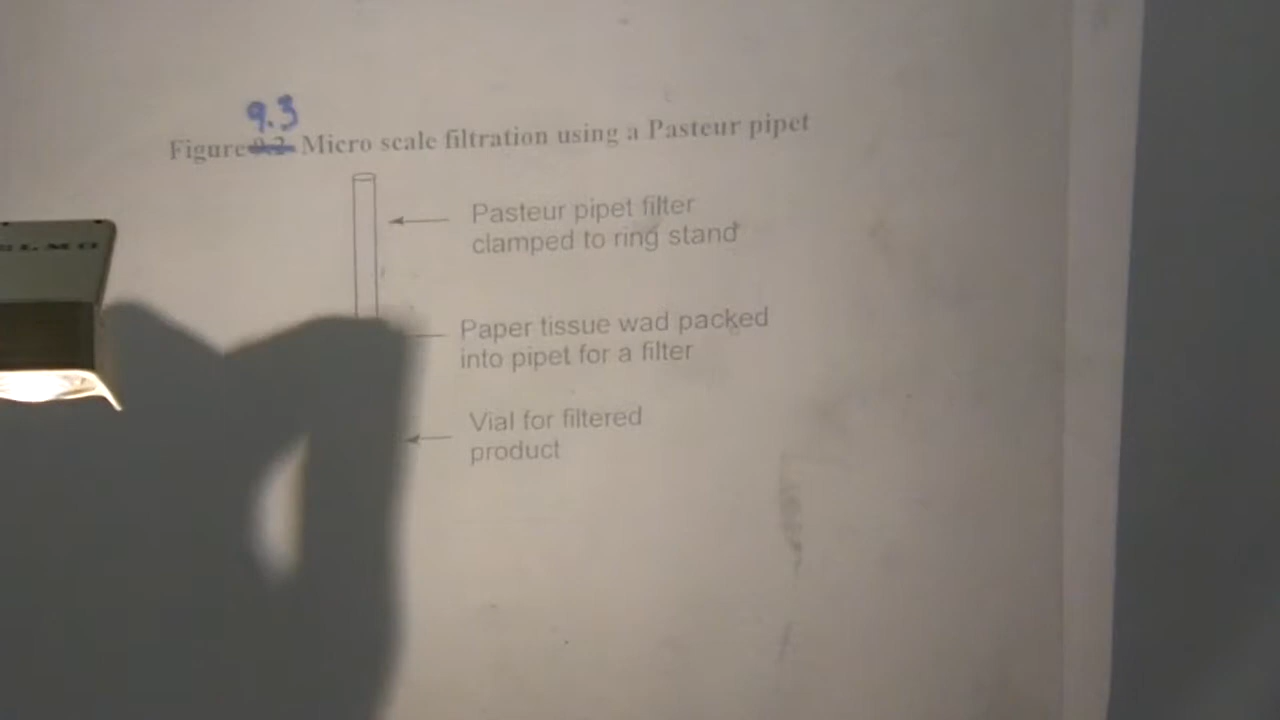 9.3
Figure 9.2 Micro scale filtration using a Pasteur pipet
Pasteur pipet filter
clamped to ring stand
Paper tissue wad packed
into pipet for a filter
Vial for filtered
product
ELMO